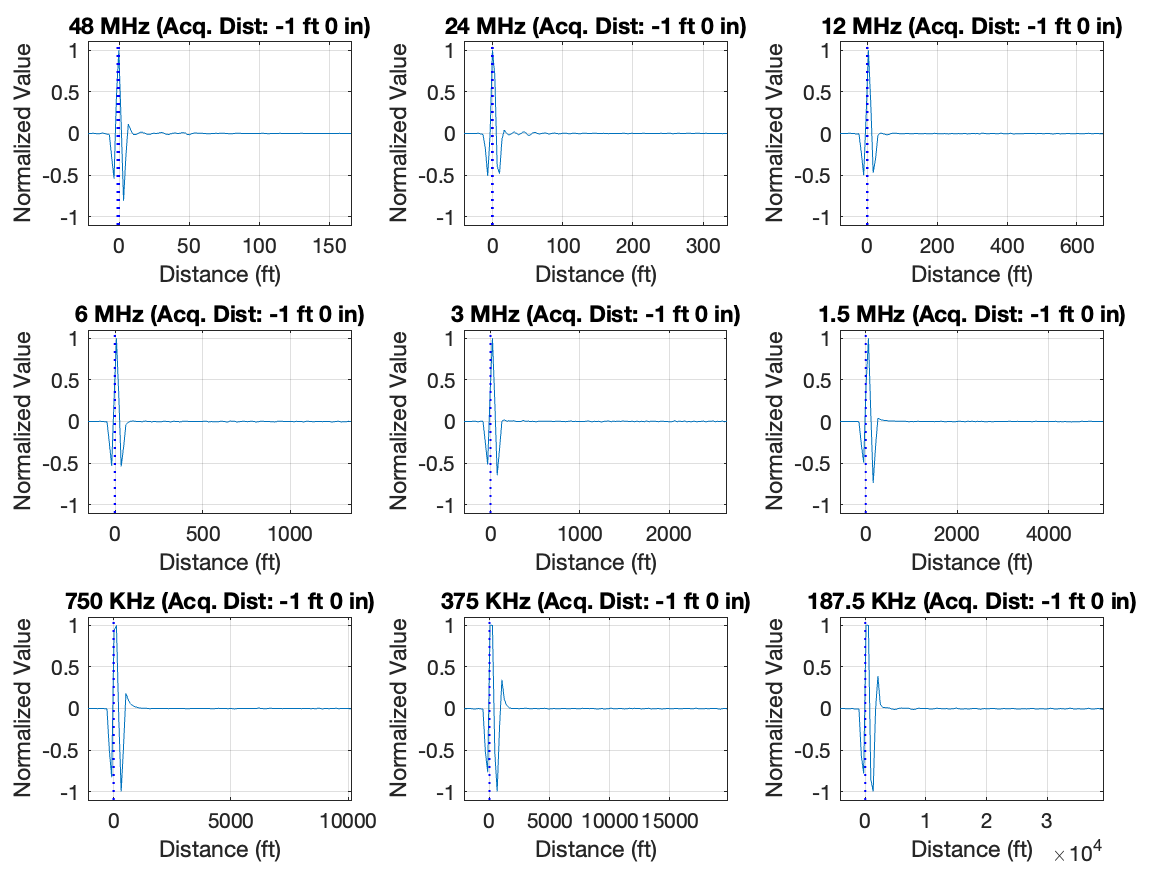 48 MHz (Acq. Dist: -1 ft 0 in)
Normalized Value
1
0.5
0
-0.5
-1
0 50 100 150
Distance (ft)
24 MHz (Acq. Dist: -1 ft 0 in)
Normalized Value
1
0.5
0
-0.5
-1
0 100 200 300
Distance (ft)
12 MHz (Acq. Dist: -1 ft 0 in)
Normalized Value
1
0.5
0
-0.5
-1
0 200 400 600
Distance (ft)
6 MHz (Acq. Dist: -1 ft 0 in)
Normalized Value
1
0.5
0
-0.5
-1
0 500 1000
Distance (ft)
3 MHz (Acq. Dist: -1 ft 0 in)
Normalized Value
1
0.5
0
-0.5
-1
0 1000 2000
Distance (ft)
1.5 MHz (Acq. Dist: -1 ft 0 in)
Normalized Value
1
0.5
0
-0.5
-1
0 2000 4000
Distance (ft)
750 KHz (Acq. Dist: -1 ft 0 in)
Normalized Value
1
0.5
0
-0.5
-1
0 5000 10000
Distance (ft)
375 KHz (Acq. Dist: -1 ft 0 in)
Normalized Value
1
0.5
0
-0.5
-1
0 5000 10000 15000
Distance (ft)
187.5 KHz (Acq. Dist: -1 ft 0 in)
Normalized Value
1
0.5
0
-0.5
-1
0 1 2 3
Distance (ft) ×10⁴